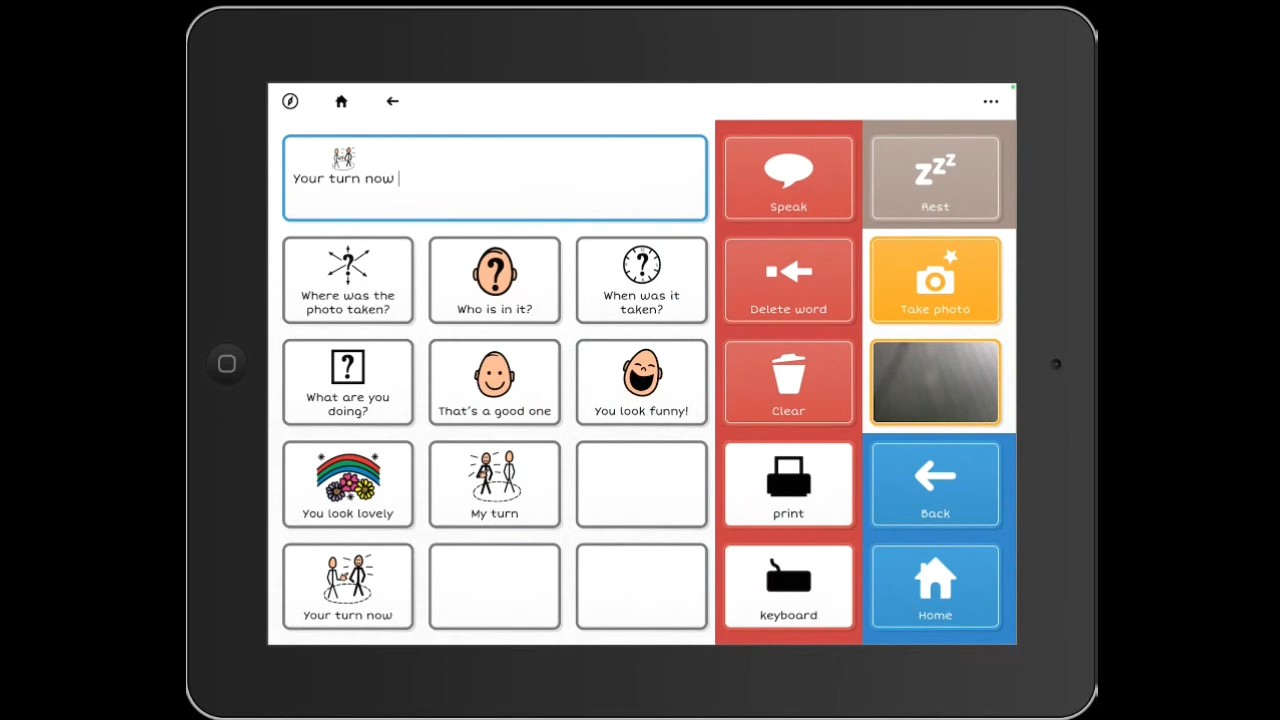 Your turn now
Speak
zzz
Rest
?
Where was the
photo taken?
?
Who is in it?
?
When was it
taken?
Delete word
Take photo
?
What are you
doing?
That's a good one
You look funny!
Clear
You look lovely
My turn
print
Back
Your turn now
keyboard
Home